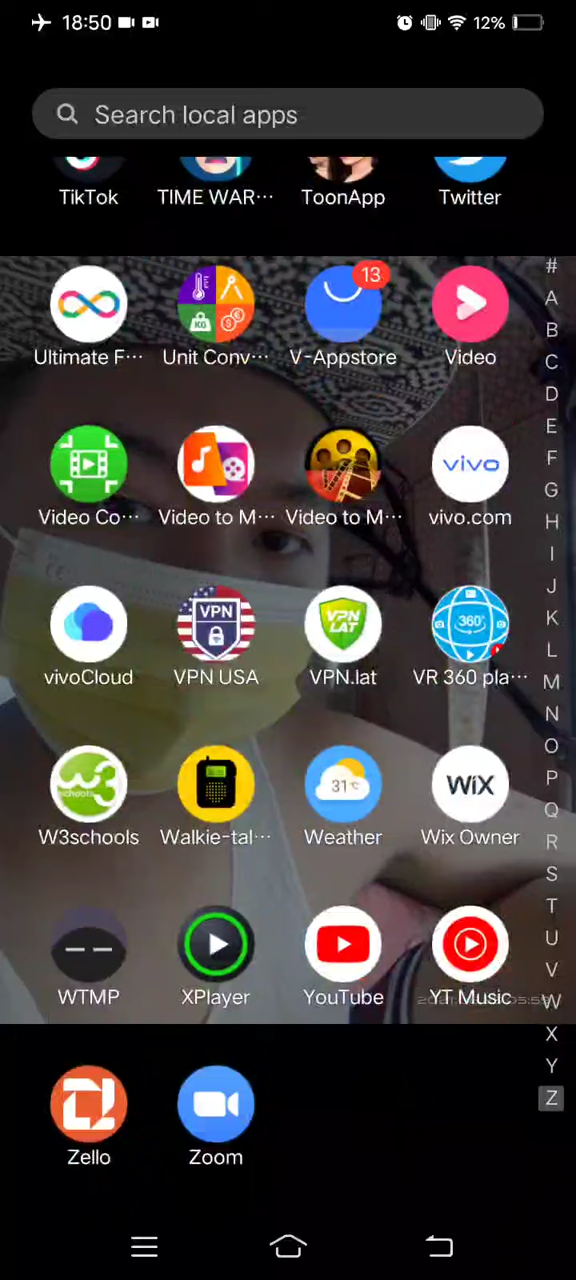 18:50 12%
Search local apps
TikTok TIME WAR··· ToonApp Twitter
13
Ultimate F··· Unit Conv··· V-Appstore Video
vivo
Video Co··· Video to M··· Video to M··· vivo.com
VPN VPN LAT 360°
vivoCloud VPN USA VPN.lat VR 360 pla···
w3 schools 31°C WiX
W3schools Walkie-tal··· Weather Wix Owner
WTMP XPlayer YouTube YT Music
Zello Zoom
#
A
B
C
D
E
F
G
H
I
J
K
L
M
N
O
P
Q
R
S
T
U
V
W
X
Y
Z